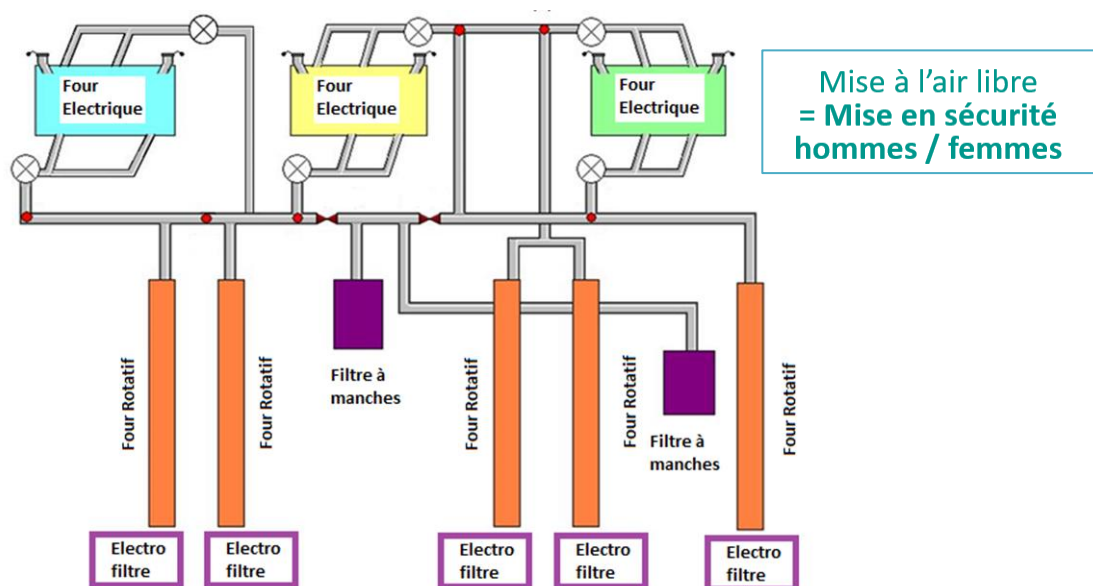 Four
Electrique
Four
Electrique
Four
Electrique
Mise à l’air libre
= Mise en sécurité
hommes / femmes
Four Rotatif
Four Rotatif
Filtre à
manches
Four Rotatif
Four Rotatif
Filtre à
manches
Four Rotatif
Electro
filtre
Electro
filtre
Electro
filtre
Electro
filtre
Electro
filtre